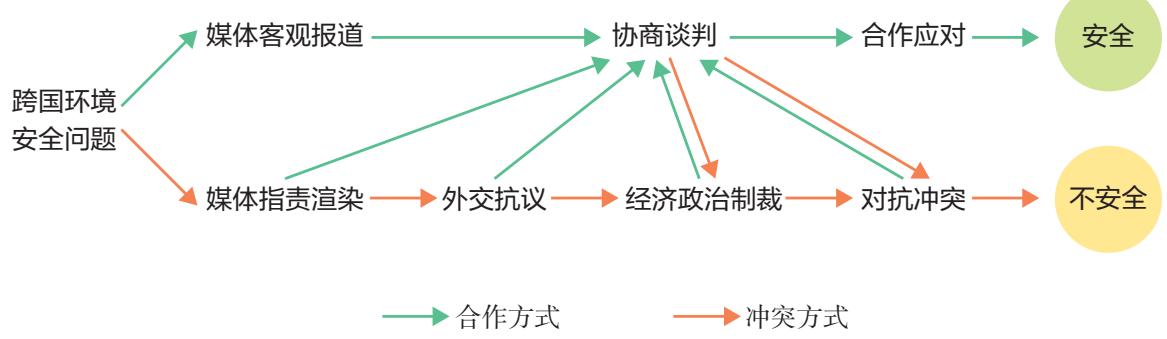 媒体客观报道
协商谈判
合作应对
安全
跨国环境
安全问题
媒体指责渲染
外交抗议
经济政治制裁
对抗冲突
不安全
合作方式
冲突方式